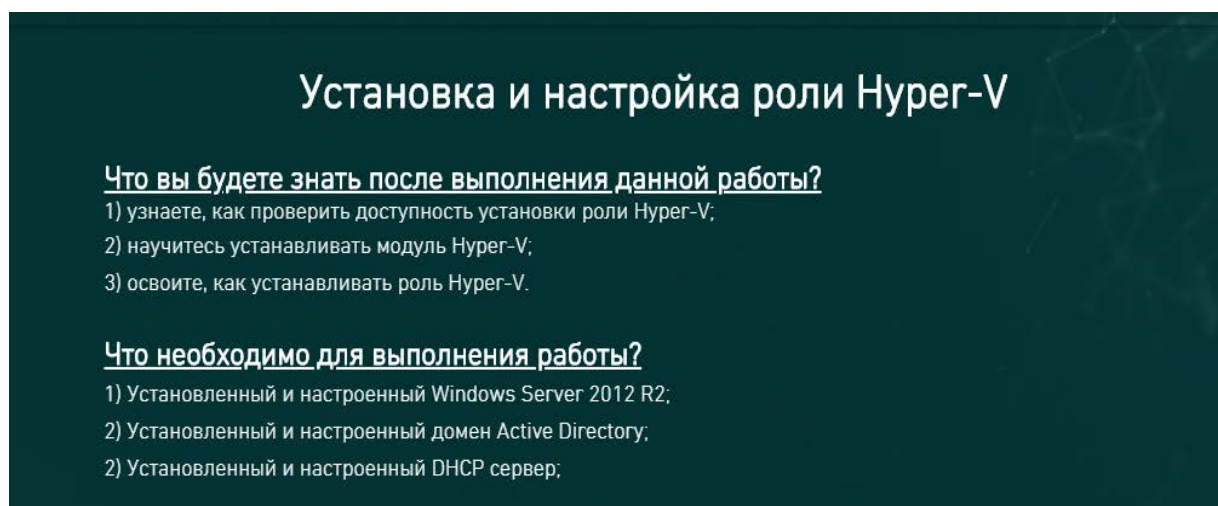 Установка и настройка роли Hyper-V
Что вы будете знать после выполнения данной работы?
1) узнаете, как проверить доступность установки роли Hyper-V;
2) научитесь устанавливать модуль Hyper-V;
3) освоите, как устанавливать роль Hyper-V.
Что необходимо для выполнения работы?
1) Установленный и настроенный Windows Server 2012 R2;
2) Установленный и настроенный домен Active Directory;
2) Установленный и настроенный DHCP сервер;